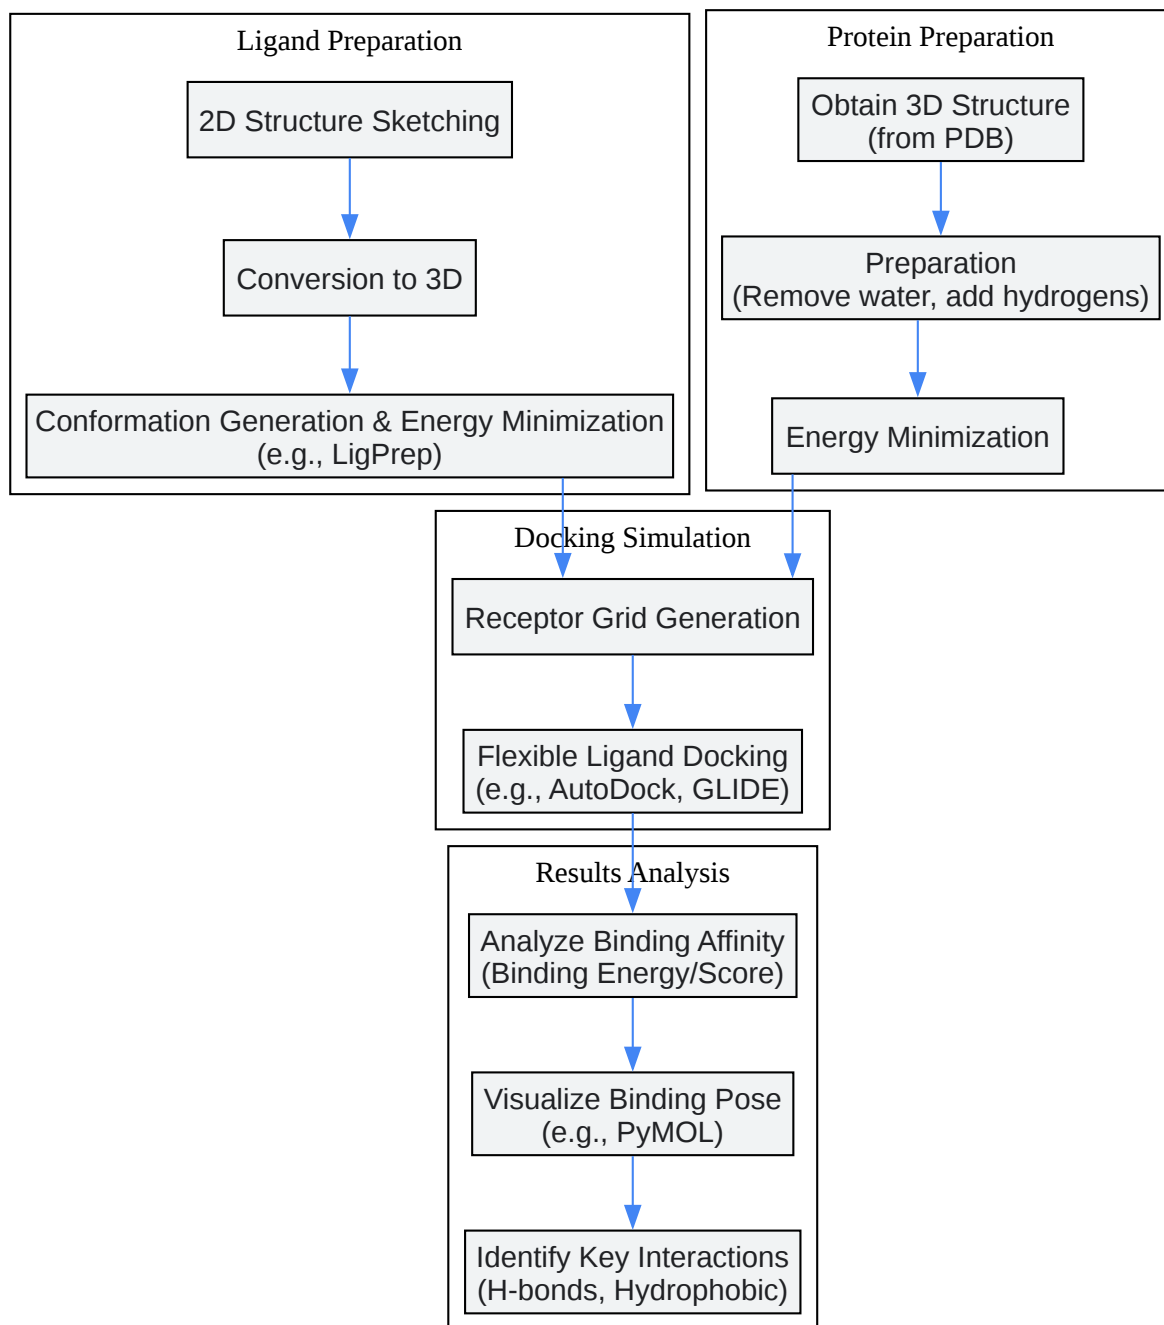 Ligand Preparation
2D Structure Sketching
Conversion to 3D
Conformation Generation & Energy Minimization
(e.g., LigPrep)
Protein Preparation
Obtain 3D Structure
(from PDB)
Preparation
(Remove water, add hydrogens)
Energy Minimization
Docking Simulation
Receptor Grid Generation
Flexible Ligand Docking
(e.g., AutoDock, GLIDE)
Results Analysis
Analyze Binding Affinity
(Binding Energy/Score)
Visualize Binding Pose
(e.g., PyMOL)
Identify Key Interactions
(H-bonds, Hydrophobic)